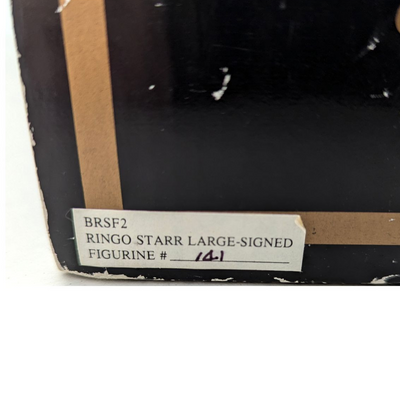 BRSF2
RINGO STARR LARGE-SIGNED
FIGURINE # 141